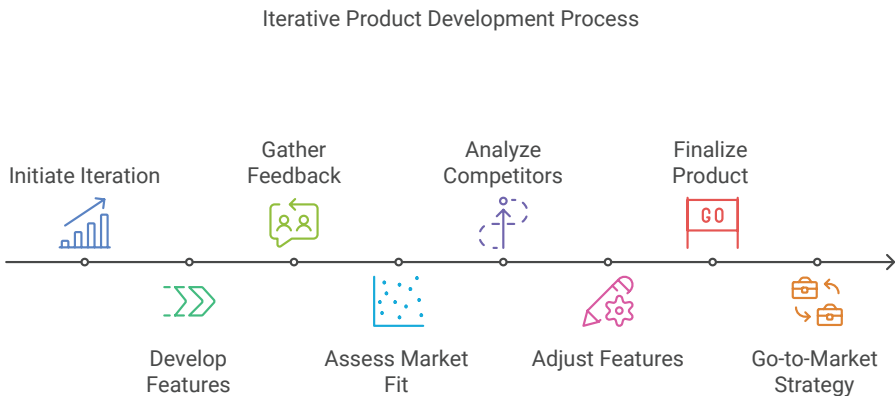 Iterative Product Development Process
Initiate Iteration
Develop
Features
Gather
Feedback
Assess Market
Fit
Analyze
Competitors
Adjust Features
Finalize
Product
GO
Go-to-Market
Strategy